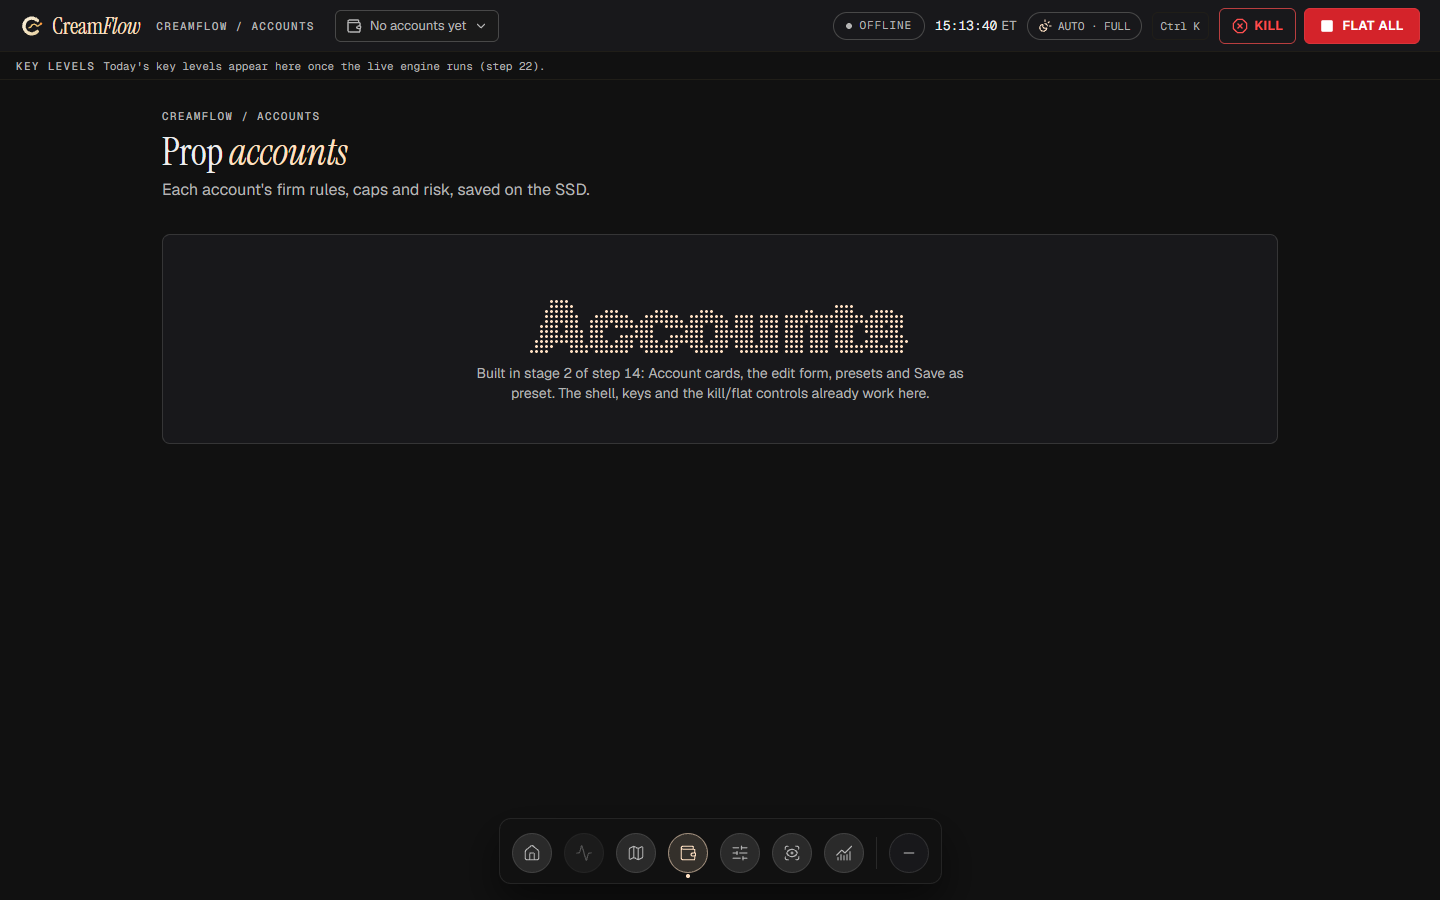 CreamFlow CREAMFLOW / ACCOUNTS No accounts yet OFFLINE 15:13:40 ET AUTO · FULL Ctrl K KILL FLAT ALL
KEY LEVELS Today's key levels appear here once the live engine runs (step 22).
CREAMFLOW / ACCOUNTS
Prop accounts
Each account's firm rules, caps and risk, saved on the SSD.
Accounts
Built in stage 2 of step 14: Account cards, the edit form, presets and Save as
preset. The shell, keys and the kill/flat controls already work here.